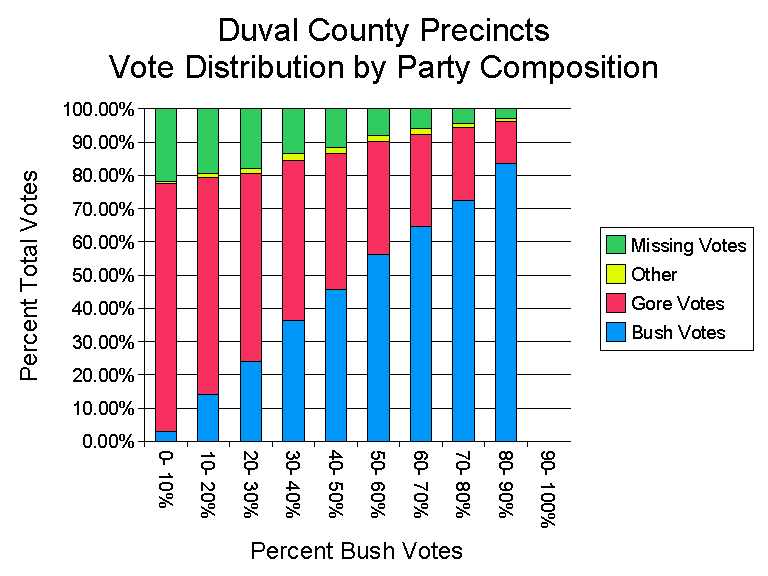 Duval County Precincts
Vote Distribution by Party Composition
Percent Total Votes
100.00%
90.00%
80.00%
70.00%
60.00%
50.00%
40.00%
30.00%
20.00%
10.00%
0.00%
0- 10%
10- 20%
20- 30%
30- 40%
40- 50%
50- 60%
60- 70%
70- 80%
80- 90%
90- 100%
Percent Bush Votes
Missing Votes
Other
Gore Votes
Bush Votes